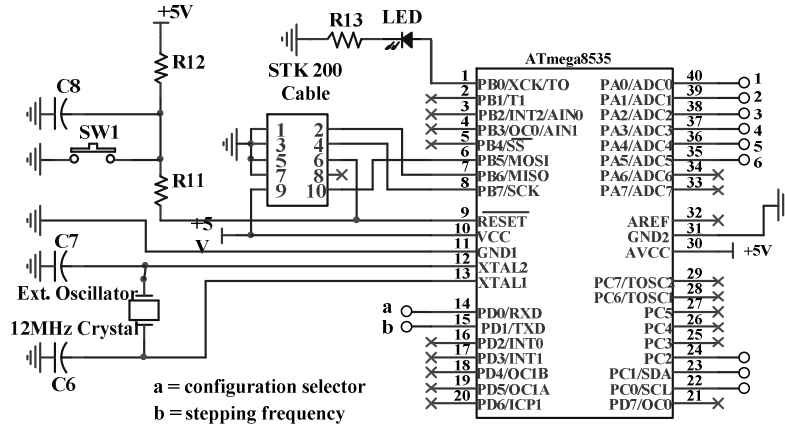 +5V
R12
C8
SW1
R11
R13
LED
STK 200
Cable
1 2
3 4
5 6
7 8
9 10
+5
V
C7
Ext. Oscillator
12MHz Crystal
C6
a
b
a = configuration selector
b = stepping frequency
ATmega8535
1 PB0/XCK/TO
2 PB1/T1
3 PB2/INT2/AIN0
4 PB3/OC0/AIN1
5 PB4/SS
6 PB5/MOSI
7 PB6/MISO
8 PB7/SCK
9 RESET
10 VCC
11 GND1
12 XTAL2
13 XTAL1
14 PD0/RXD
15 PD1/TXD
16 PD2/INT0
17 PD3/INT1
18 PD4/OC1B
19 PD5/OC1A
20 PD6/ICP1
PA0/ADC0 40 1
PA1/ADC1 39 2
PA2/ADC2 38 3
PA3/ADC3 37 4
PA4/ADC4 36 5
PA5/ADC5 35 6
PA6/ADC6 34
PA7/ADC7 33
AREF 32
GND2 31
AVCC 30 +5V
PC7/TOSC2 29
PC6/TOSC1 28
PC5 27
PC4 26
PC3 25
PC2 24
PC1/SDA 23
PC0/SCL 22
PD7/OC0 21